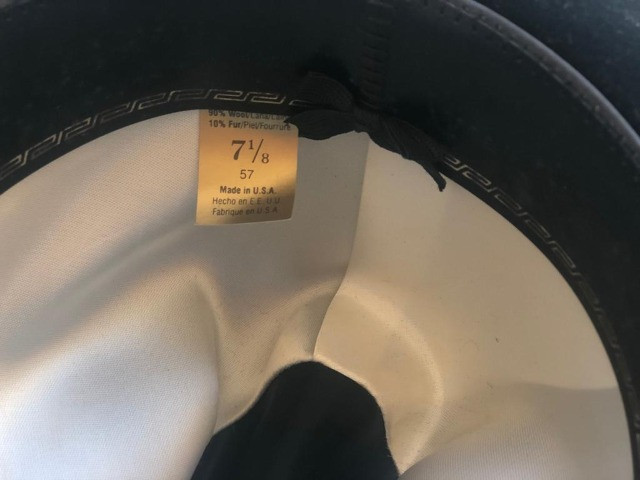 90% Wool/Lana/Laine
10% Fur/Piel/Fourrure
7 1/8
57
Made in U.S.A.
Hecho en E.E.U.U.
Fabriqué en U.S.A.